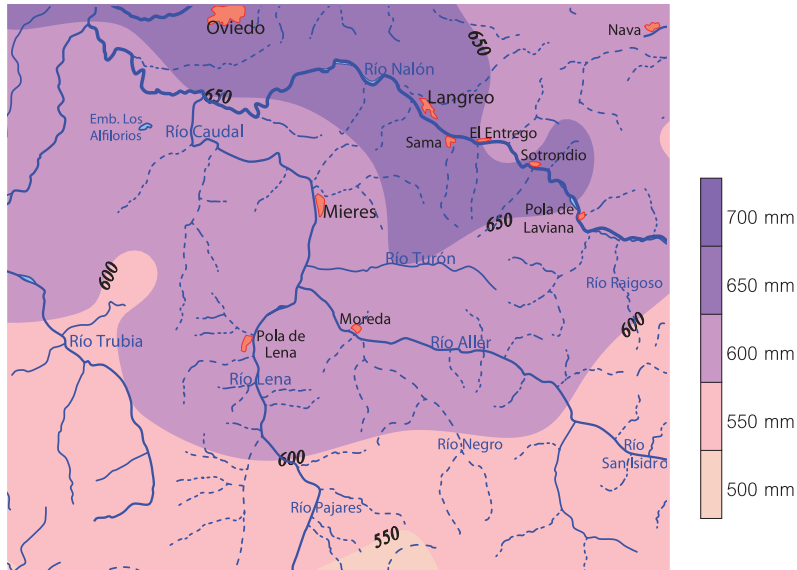 Oviedo
650
Nava
Río Nalón
650
Langreo
Emb. Los
Alfilorios
Río Caudal
El Entrego
Sama
Sotrondio
700 mm
Mieres
650
Pola de
Laviana
600
Río Turón
650 mm
Río Raigoso
Moreda
600
Río Trubia
Pola de
Lena
Río Aller
600 mm
Río Lena
550 mm
600
Río Negro
Río
San Isidro
500 mm
Río Pajares
550